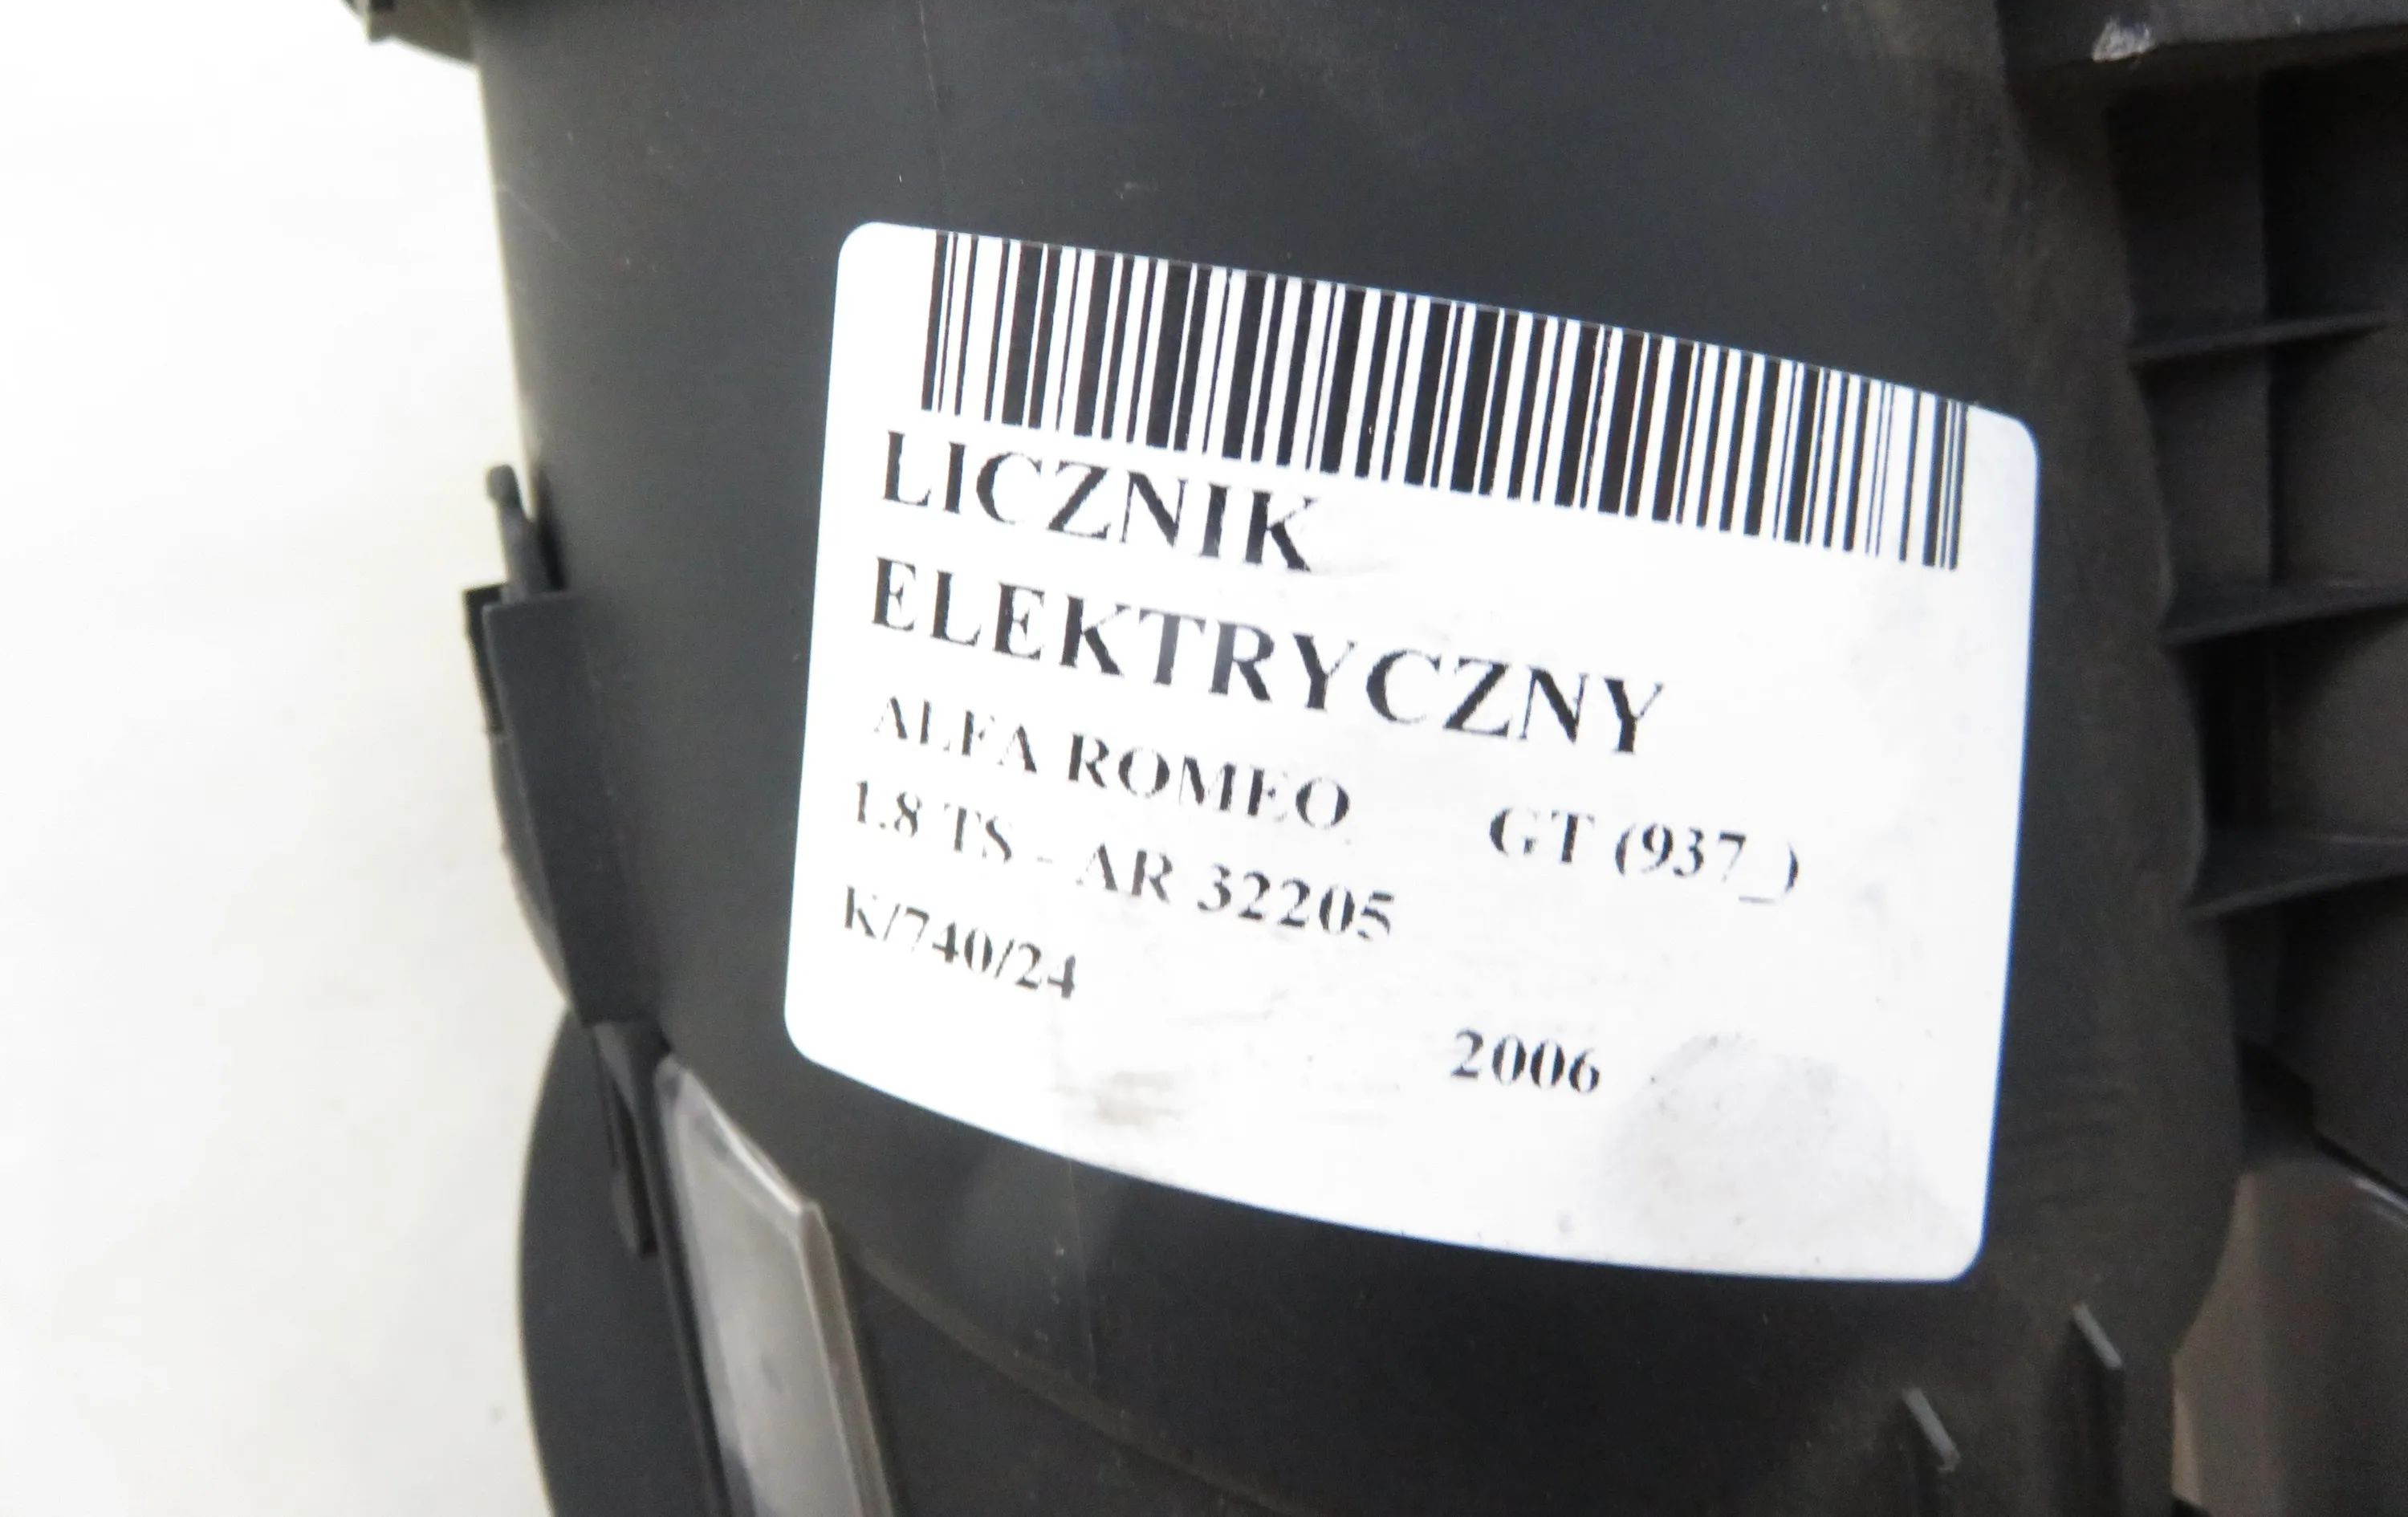 LICZNIK
ELEKTRYCZNY
ALFA ROMEO GT (937_)
1.8 TS - AR 32205
K/740/24
2006